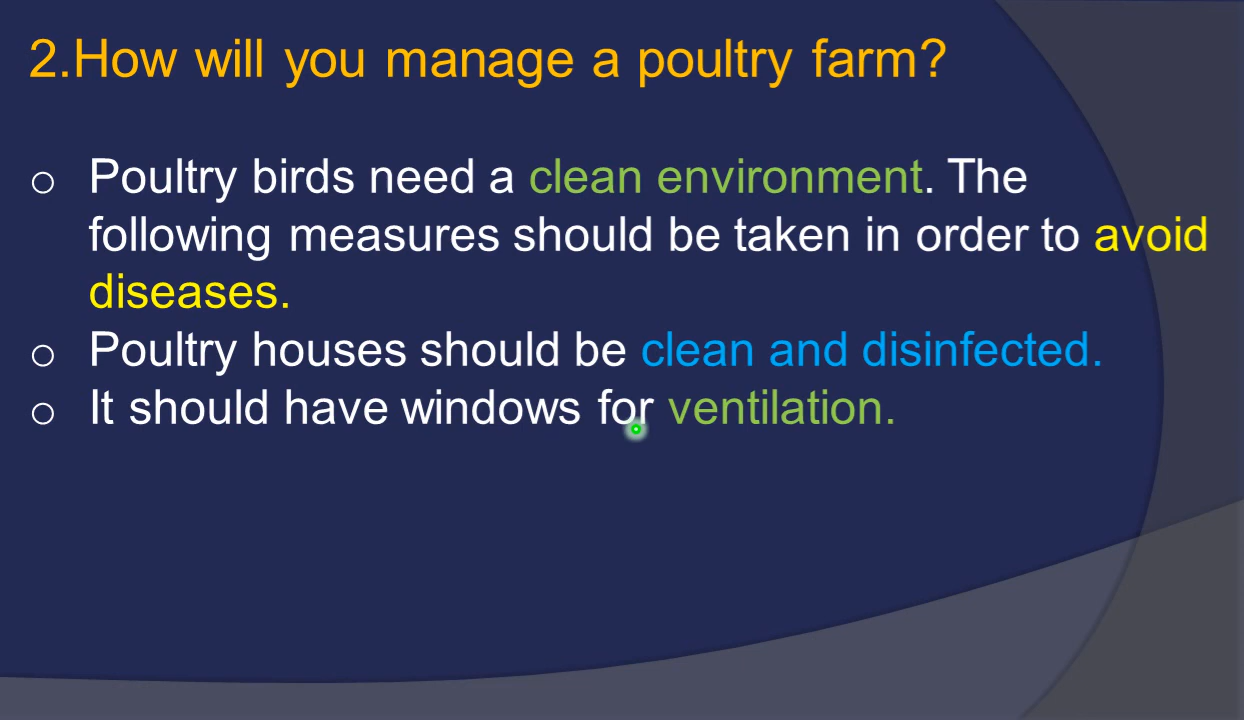 2.How will you manage a poultry farm?
o Poultry birds need a clean environment. The
following measures should be taken in order to avoid
diseases.
o Poultry houses should be clean and disinfected.
o It should have windows for ventilation.